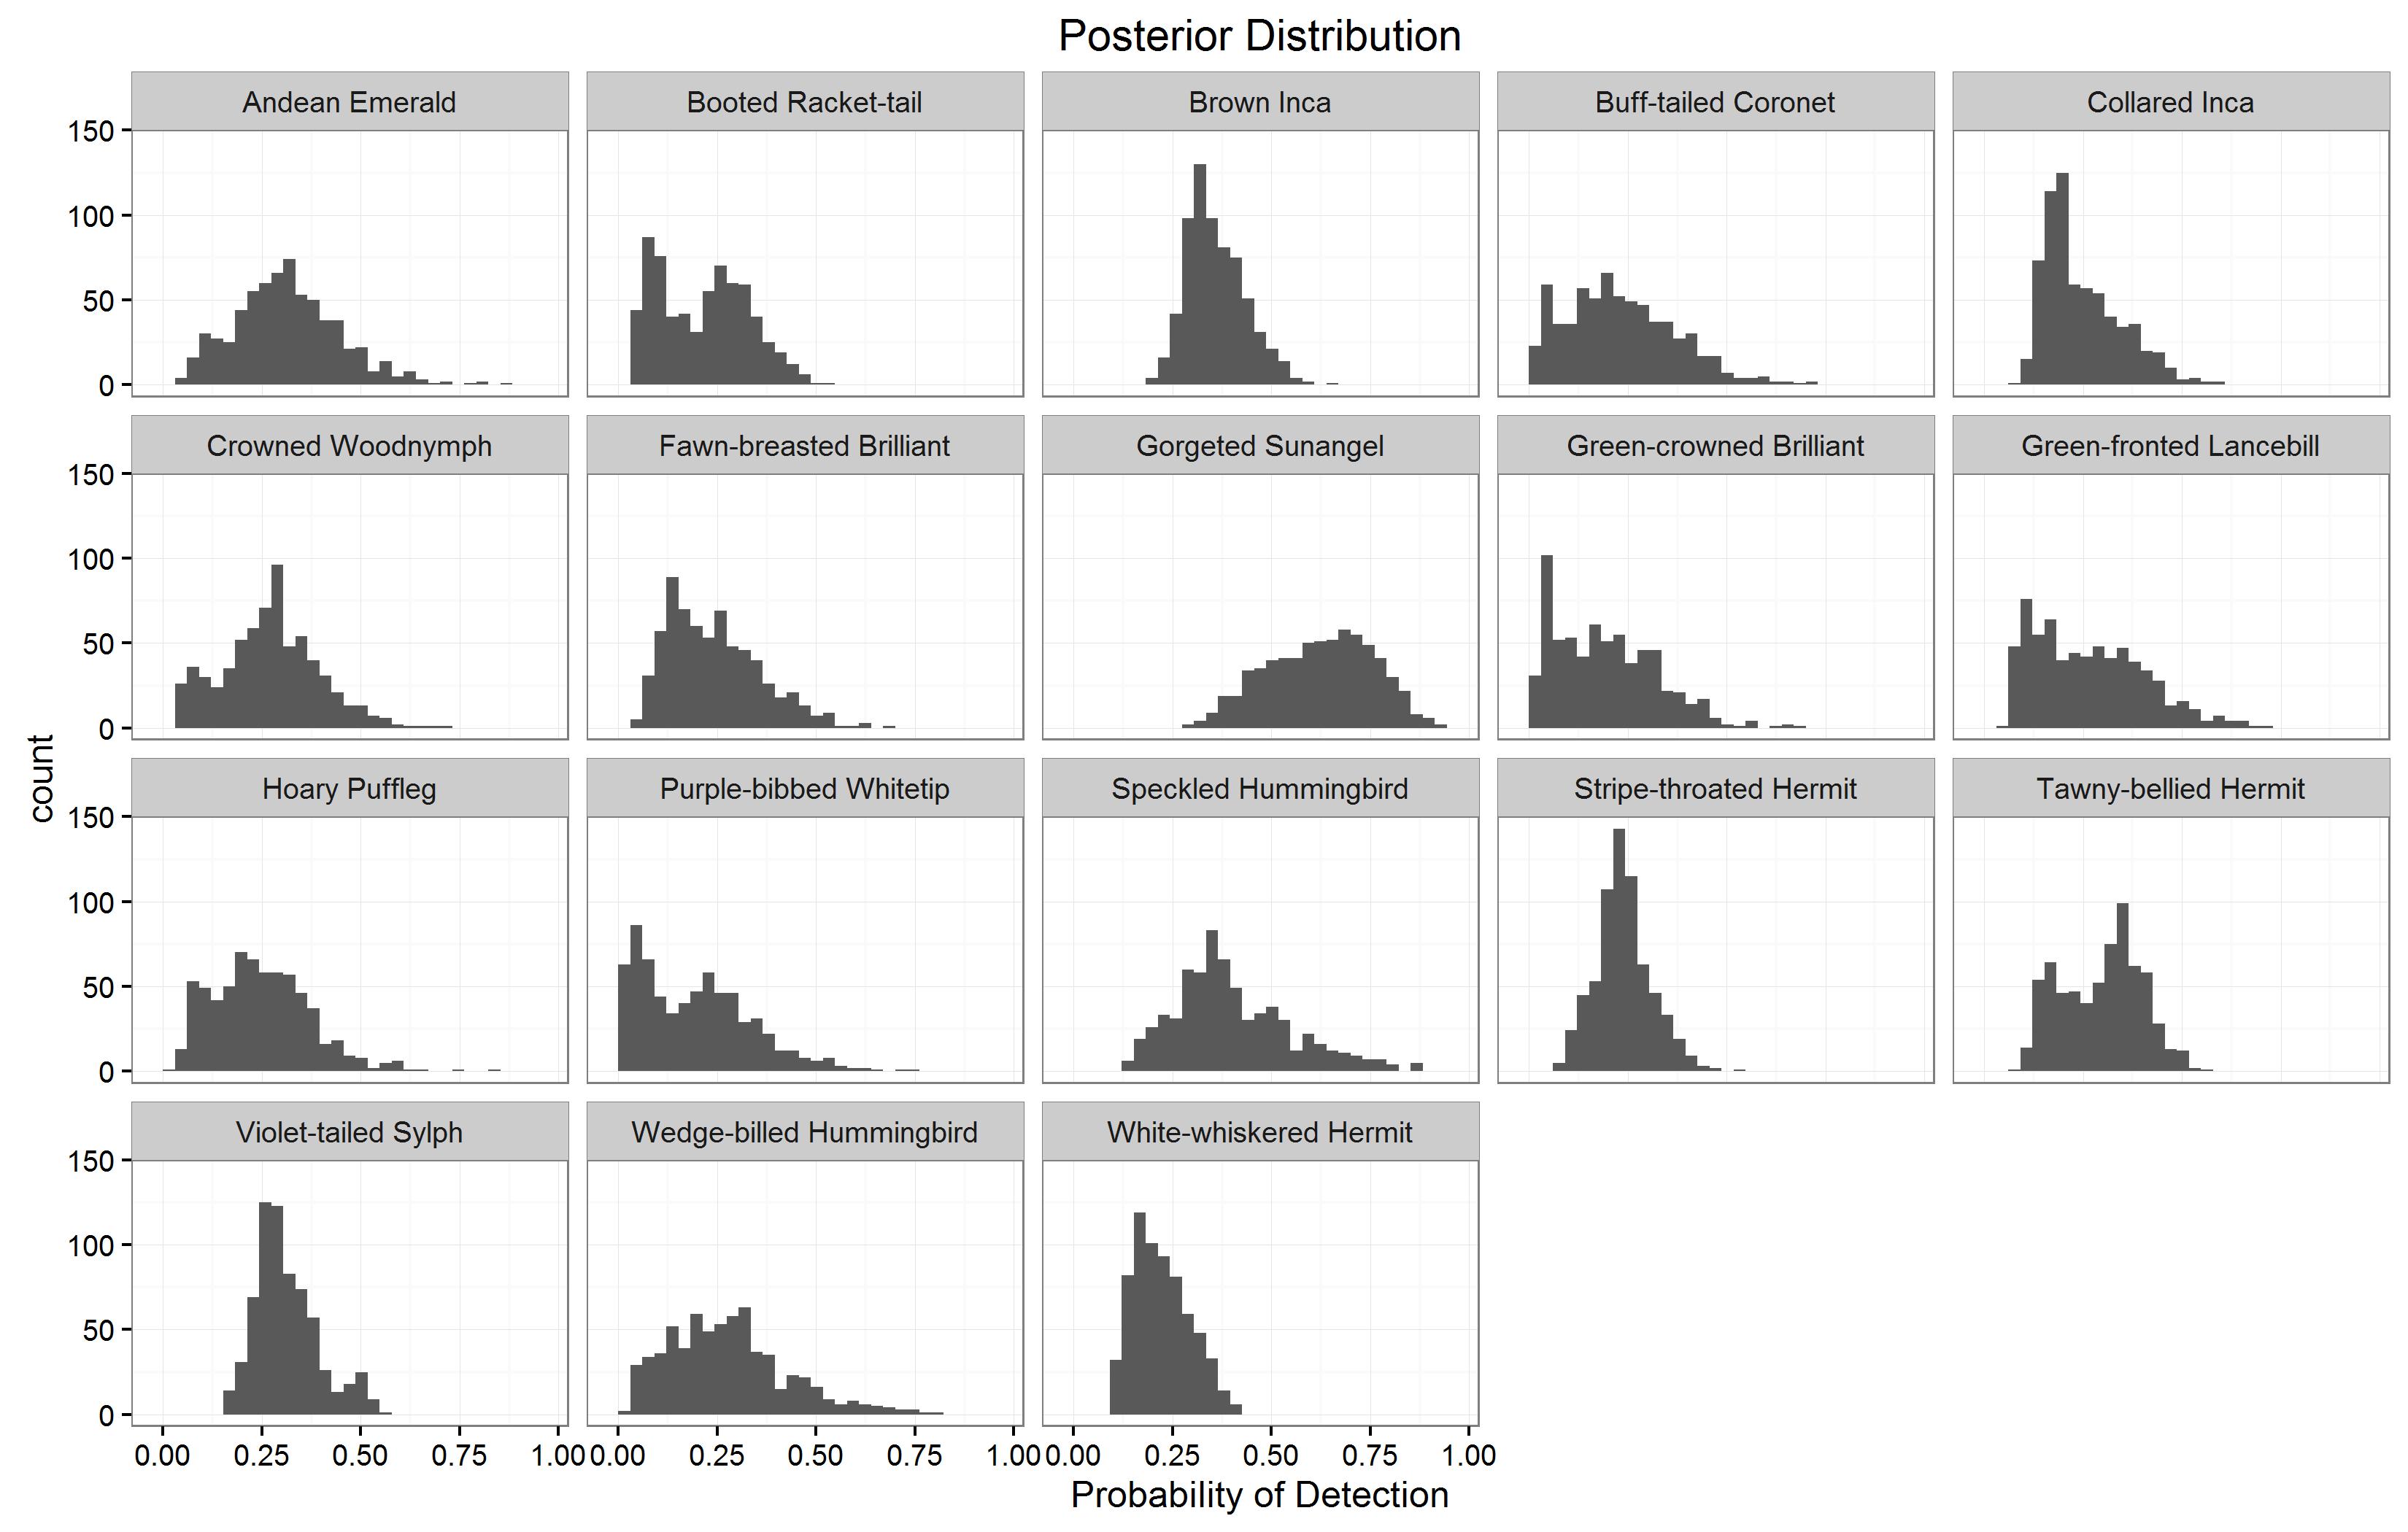 Posterior Distribution
Andean Emerald
Booted Racket-tail
Brown Inca
Buff-tailed Coronet
Collared Inca
150
100
50
0
Crowned Woodnymph
Fawn-breasted Brilliant
Gorgeted Sunangel
Green-crowned Brilliant
Green-fronted Lancebill
150
100
50
0
count
Hoary Puffleg
Purple-bibbed Whitetip
Speckled Hummingbird
Stripe-throated Hermit
Tawny-bellied Hermit
150
100
50
0
Violet-tailed Sylph
Wedge-billed Hummingbird
White-whiskered Hermit
150
100
50
0
0.00 0.25 0.50 0.75 1.00
0.00 0.25 0.50 0.75 1.00
0.00 0.25 0.50 0.75 1.00
Probability of Detection